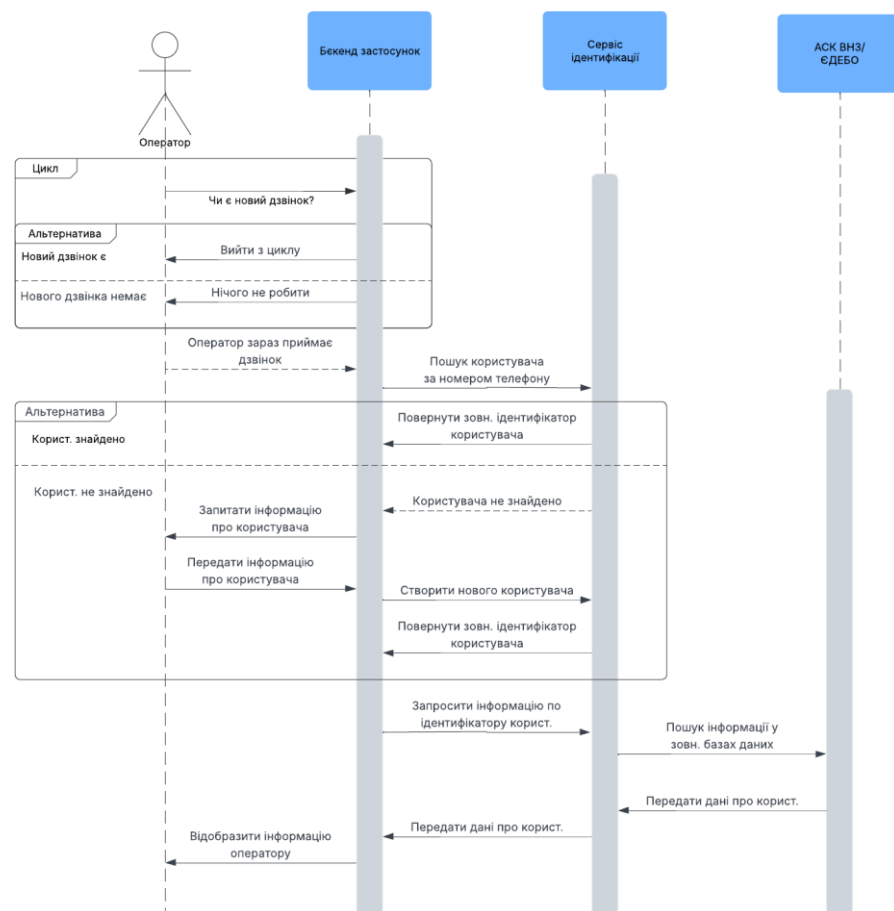 Бекенд застосунок
Сервіс
ідентифікації
АСК ВНЗ/
ЄДЕБО
Оператор
Цикл
Чи є новий дзвінок?
Альтернатива
Новий дзвінок є
Вийти з циклу
Нового дзвінка немає
Нічого не робити
Оператор зараз приймає
дзвінок
Пошук користувача
за номером телефону
Альтернатива
Корист. знайдено
Повернути зовн. ідентифікатор
користувача
Корист. не знайдено
Користувача не знайдено
Запитати інформацію
про користувача
Передати інформацію
про користувача
Створити нового користувача
Повернути зовн. ідентифікатор
користувача
Запросити інформацію по
ідентифікатору корист.
Пошук інформації у
зовн. базах даних
Передати дані про корист.
Передати дані про корист.
Відобразити інформацію
оператору